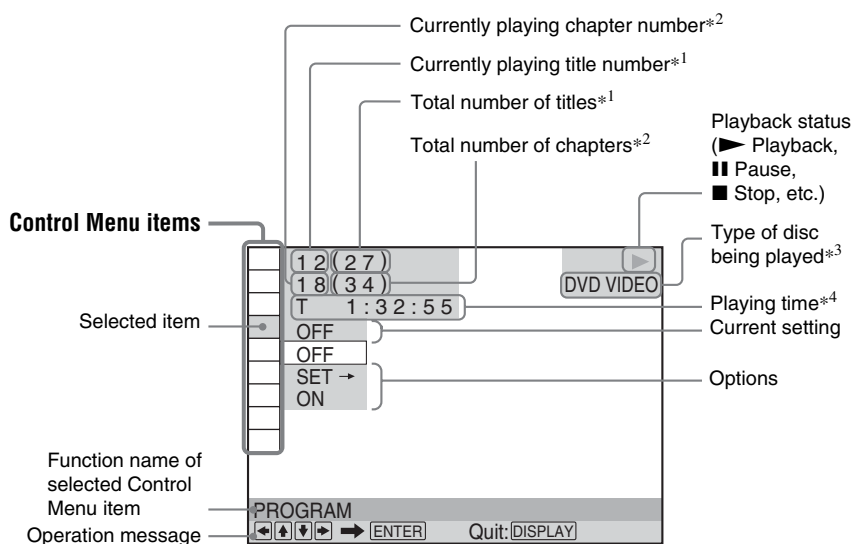 Currently playing chapter number*2
Currently playing title number*1
Total number of titles*1
Total number of chapters*2
Playback status
(► Playback,
❚❚ Pause,
■ Stop, etc.)
Control Menu items
Type of disc
being played*3
12(27)
18(34)
T 1:32:55
►
DVD VIDEO
Playing time*4
Selected item
OFF
Current setting
OFF
SET →
ON
Options
Function name of
selected Control
Menu item
PROGRAM
Operation message
← ↑ ↓ → ➡ ENTER Quit: DISPLAY